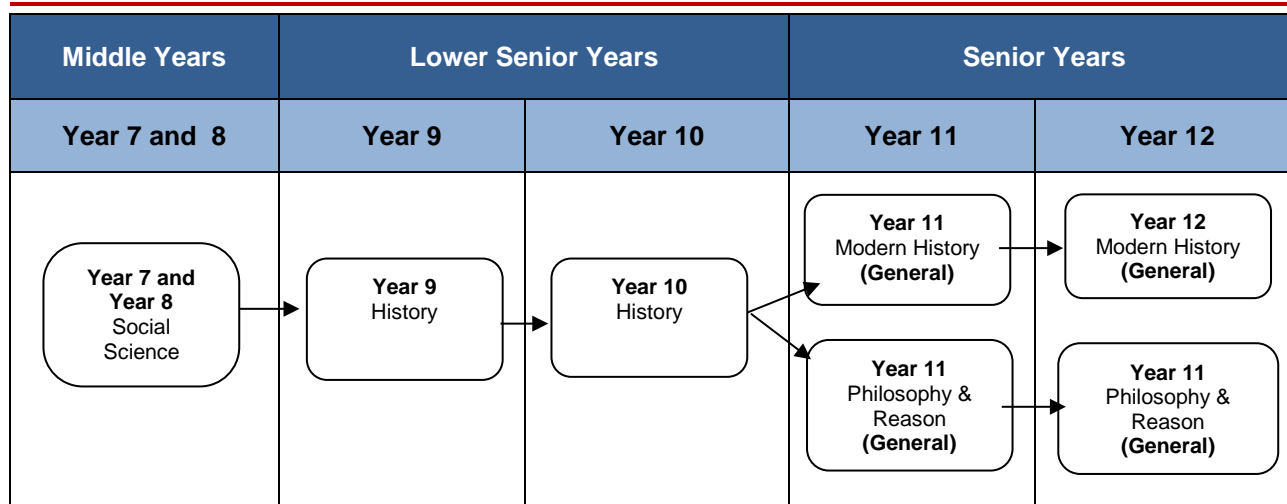 Middle Years
Lower Senior Years
Senior Years
Year 7 and 8
Year 9
Year 10
Year 11
Year 12
Year 7 and
Year 8
Social
Science
Year 9
History
Year 10
History
Year 11
Modern History
(General)
Year 12
Modern History
(General)
Year 11
Philosophy &
Reason
(General)
Year 11
Philosophy &
Reason
(General)